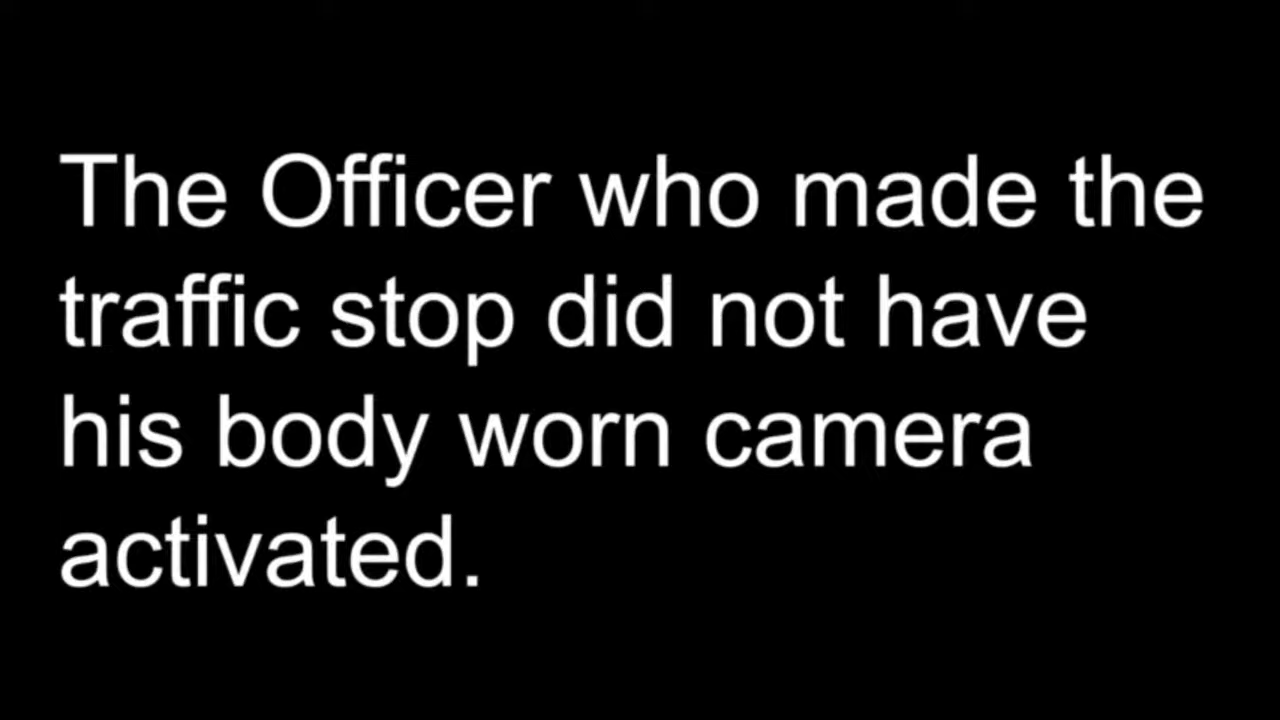 The Officer who made the
traffic stop did not have
his body worn camera
activated.